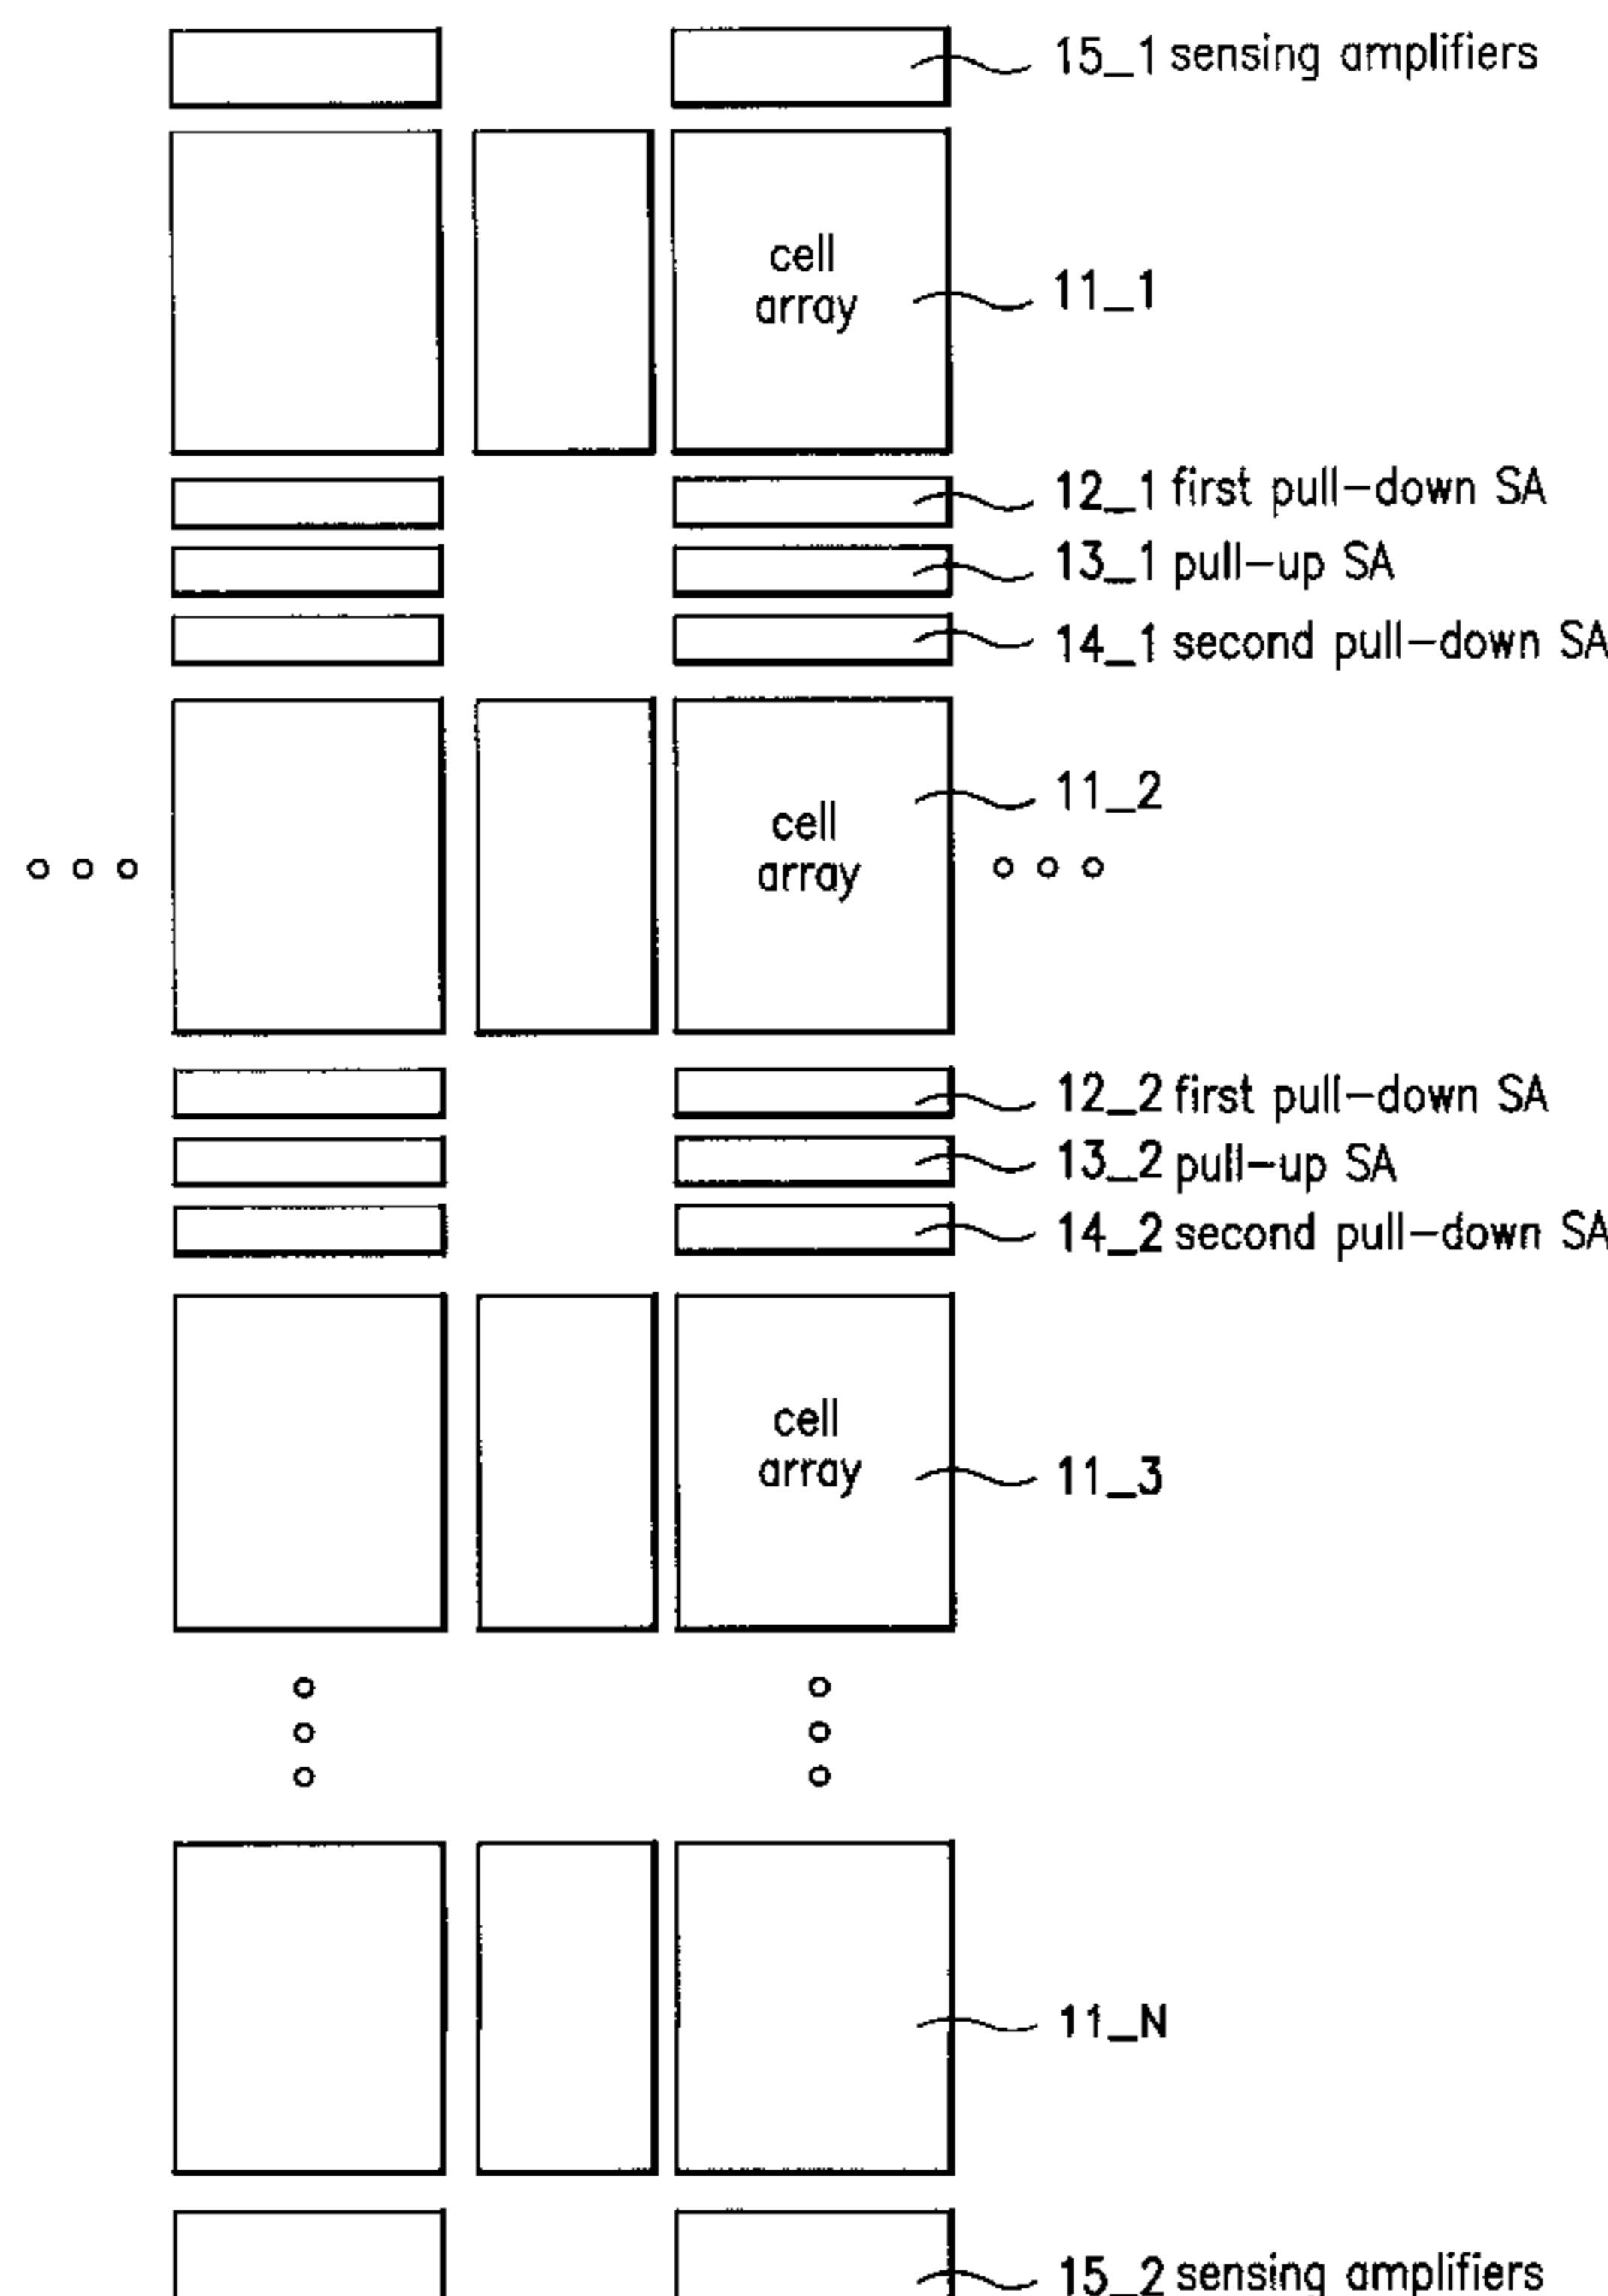 15_1 sensing amplifiers
cell
array
11_1
12_1 first pull-down SA
13_1 pull-up SA
14_1 second pull-down SA
11_2
cell
array
12_2 first pull-down SA
13_2 pull-up SA
14_2 second pull-down SA
cell
array
11_3
11_N
15_2 sensing amplifiers